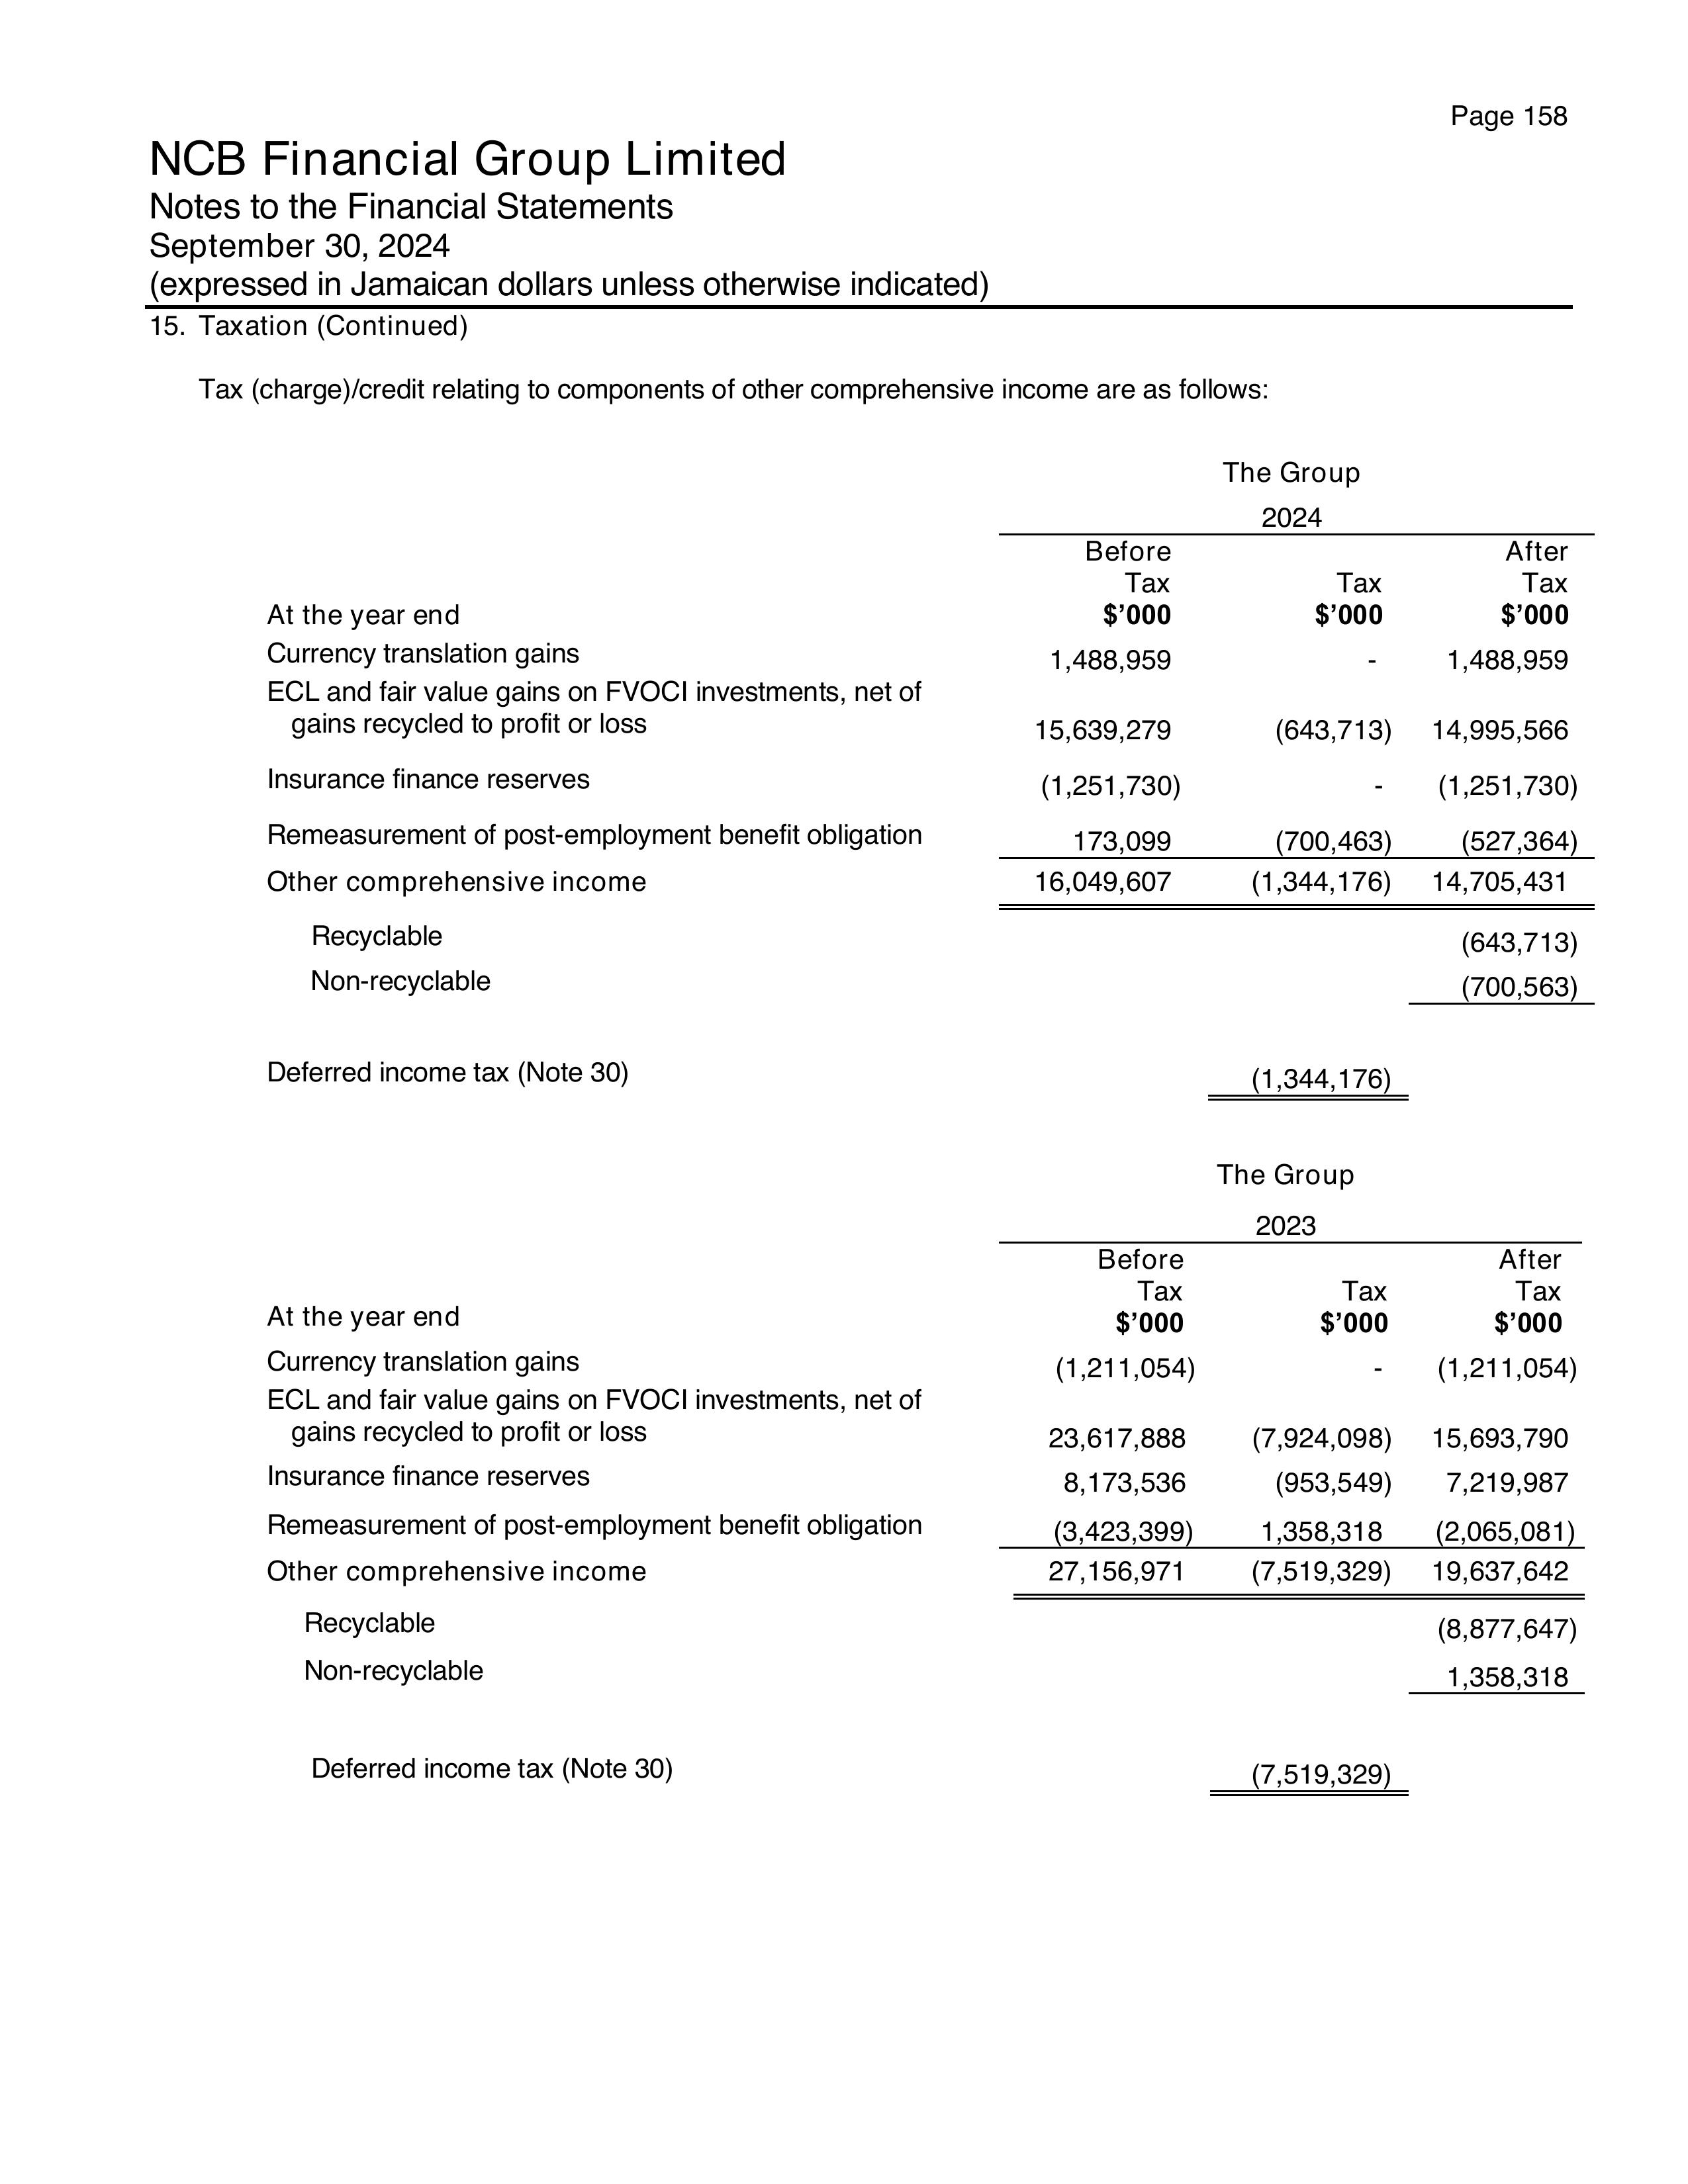 Page 158
NCB Financial Group Limited
Notes to the Financial Statements
September 30, 2024
(expressed in Jamaican dollars unless otherwise indicated)
15. Taxation (Continued)
Tax (charge)/credit relating to components of other comprehensive income are as follows:
The Group
2024
Before After
Tax Tax Tax
At the year end $’000 $’000 $’000
Currency translation gains 1,488,959 - 1,488,959
ECL and fair value gains on FVOCI investments, net of
gains recycled to profit or loss 15,639,279 (643,713) 14,995,566
Insurance finance reserves (1,251,730) - (1,251,730)
Remeasurement of post-employment benefit obligation 173,099 (700,463) (527,364)
Other comprehensive income 16,049,607 (1,344,176) 14,705,431
Recyclable (643,713)
Non-recyclable (700,563)
Deferred income tax (Note 30) (1,344,176)
The Group
2023
Before After
Tax Tax Tax
At the year end $’000 $’000 $’000
Currency translation gains (1,211,054) - (1,211,054)
ECL and fair value gains on FVOCI investments, net of
gains recycled to profit or loss 23,617,888 (7,924,098) 15,693,790
Insurance finance reserves 8,173,536 (953,549) 7,219,987
Remeasurement of post-employment benefit obligation (3,423,399) 1,358,318 (2,065,081)
Other comprehensive income 27,156,971 (7,519,329) 19,637,642
Recyclable (8,877,647)
Non-recyclable 1,358,318
Deferred income tax (Note 30) (7,519,329)